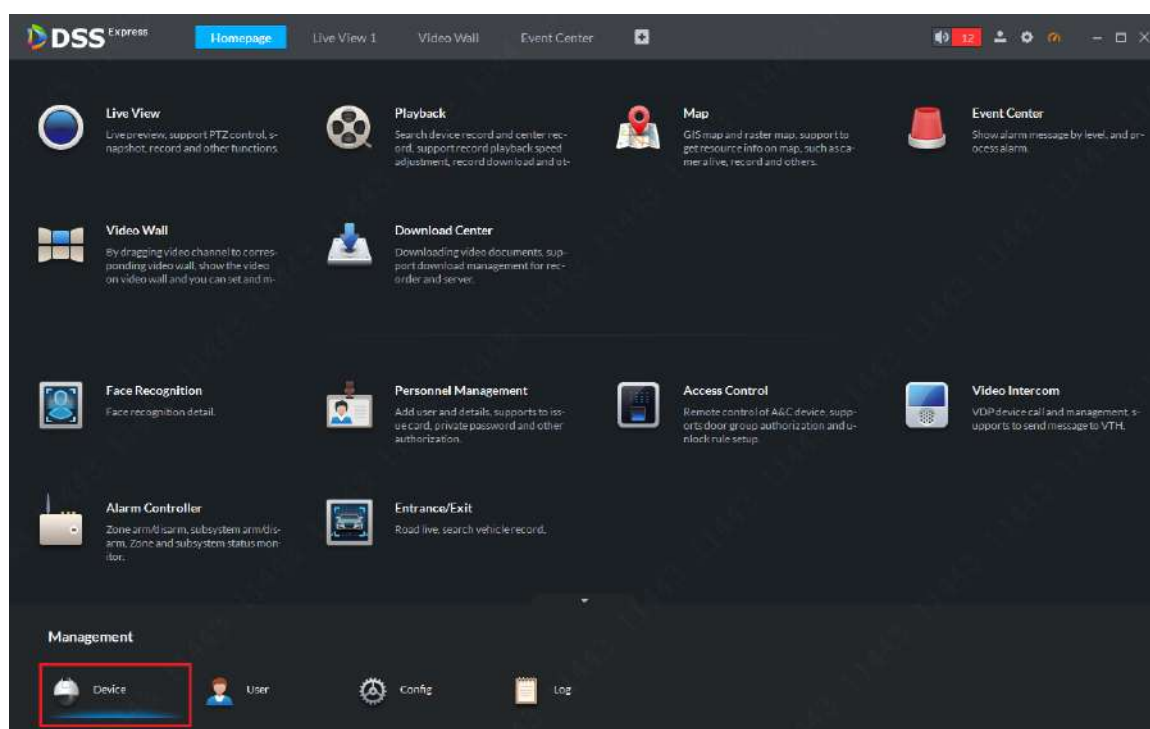 DSS Express
Homepage
Live View 1
Video Wall
Event Center
12
Live View
Live preview, support PTZ control, s-
napshot, record and other functions.
Playback
Search device record and center rec-
ord, support record playback speed
adjustment, record download and ot-
Map
GIS map and raster map, support to
get resource info on map, such as ca-
mera live, record and others.
Event Center
Show alarm message by level, and pr-
ocess alarm.
Video Wall
By dragging video channel to corres-
ponding video wall, show the video
on video wall and you can set and m-
Download Center
Downloading video documents, sup-
port download management for rec-
order and server.
Face Recognition
Face recognition detail.
Personnel Management
Add user and details, supports to iss-
ue card, private password and other
authorization.
Access Control
Remote control of A&C device, supp-
orts door group authorization and u-
nlock rule setup.
Video Intercom
VDP device call and management, s-
upports to send message to VTH.
Alarm Controller
Zone arm/disarm, subsystem arm/dis-
arm, Zone and subsystem status mon-
itor.
Entrance/Exit
Road live, search vehicle record.
Management
Device
User
Config
Log